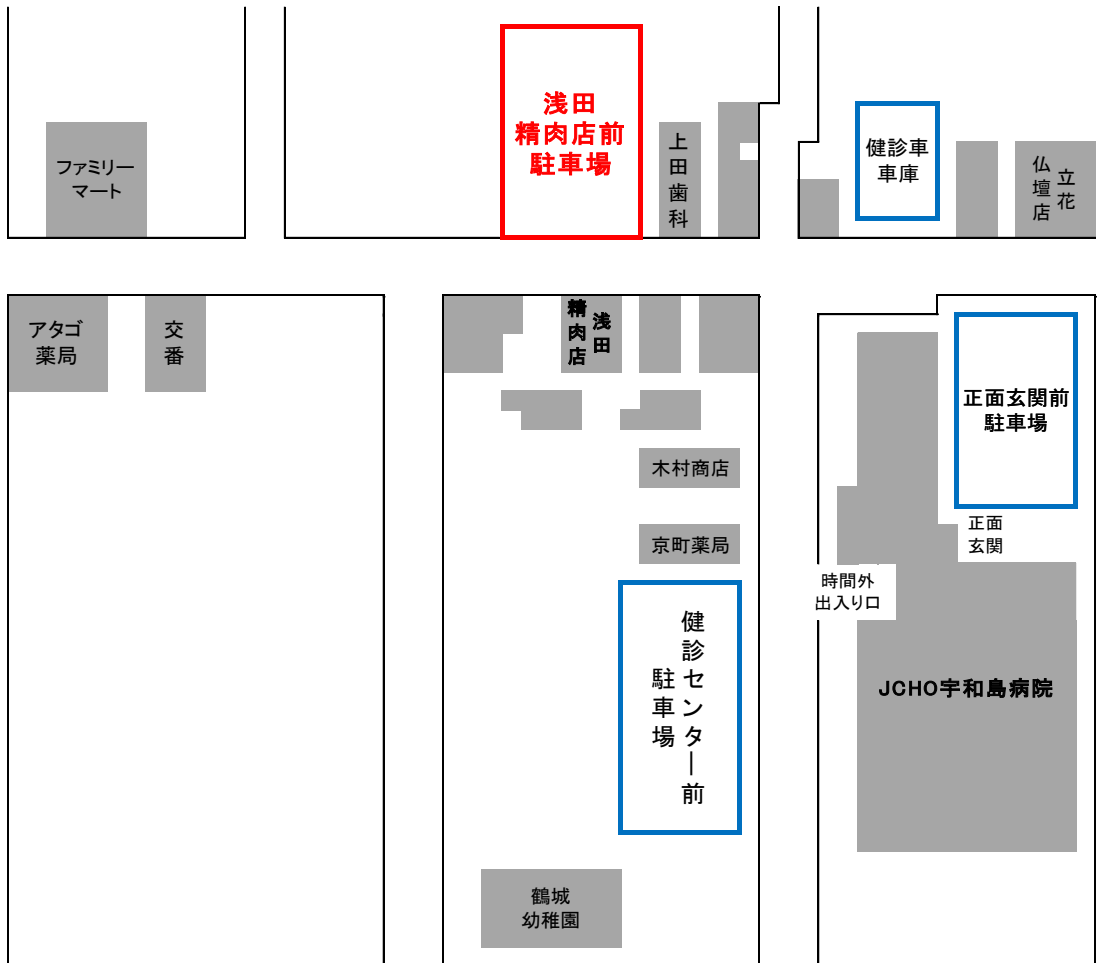 浅田
精肉店前
駐車場
上田歯科
健診車
車庫
立花
仏壇店
ファミリー
マート
アタゴ
薬局
交
番
浅田
精肉店
正面玄関前
駐車場
木村商店
京町薬局
正面
玄関
時間外
出入り口
健診センター前
駐車場
JCHO宇和島病院
鶴城
幼稚園